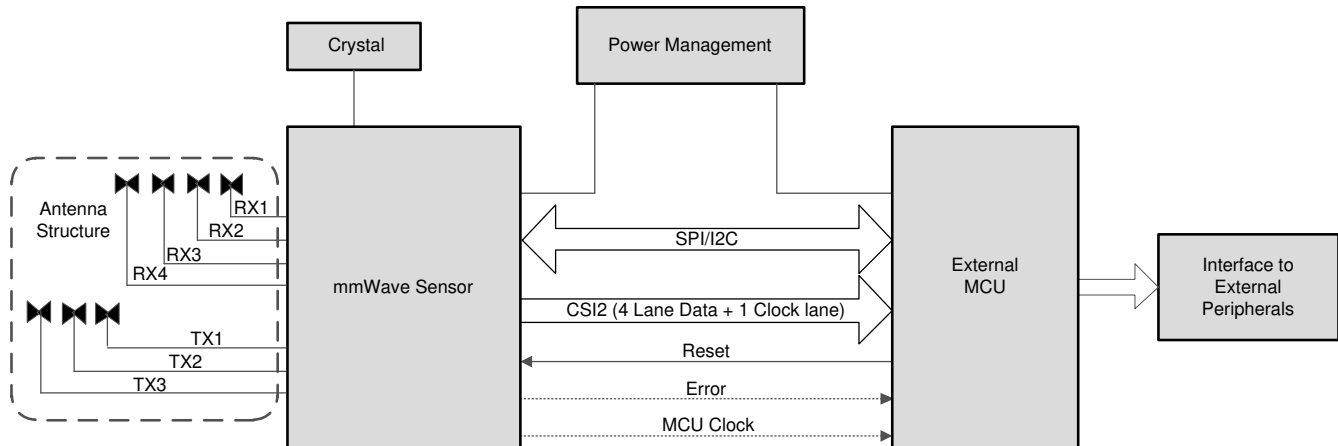 Crystal
Power Management
Antenna
Structure
RX1
RX2
RX3
RX4
TX1
TX2
TX3
mmWave Sensor
SPI/I2C
CSI2 (4 Lane Data + 1 Clock lane)
Reset
Error
MCU Clock
External
MCU
Interface to
External
Peripherals